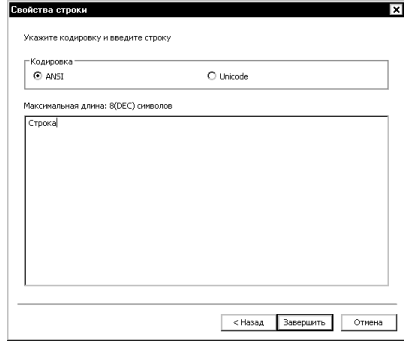 Свойства строки
Укажите кодировку и введите строку
Кодировка
ANSI
Unicode
Максимальная длина: 8(DEC) символов
Строка
< Назад
Завершить
Отмена